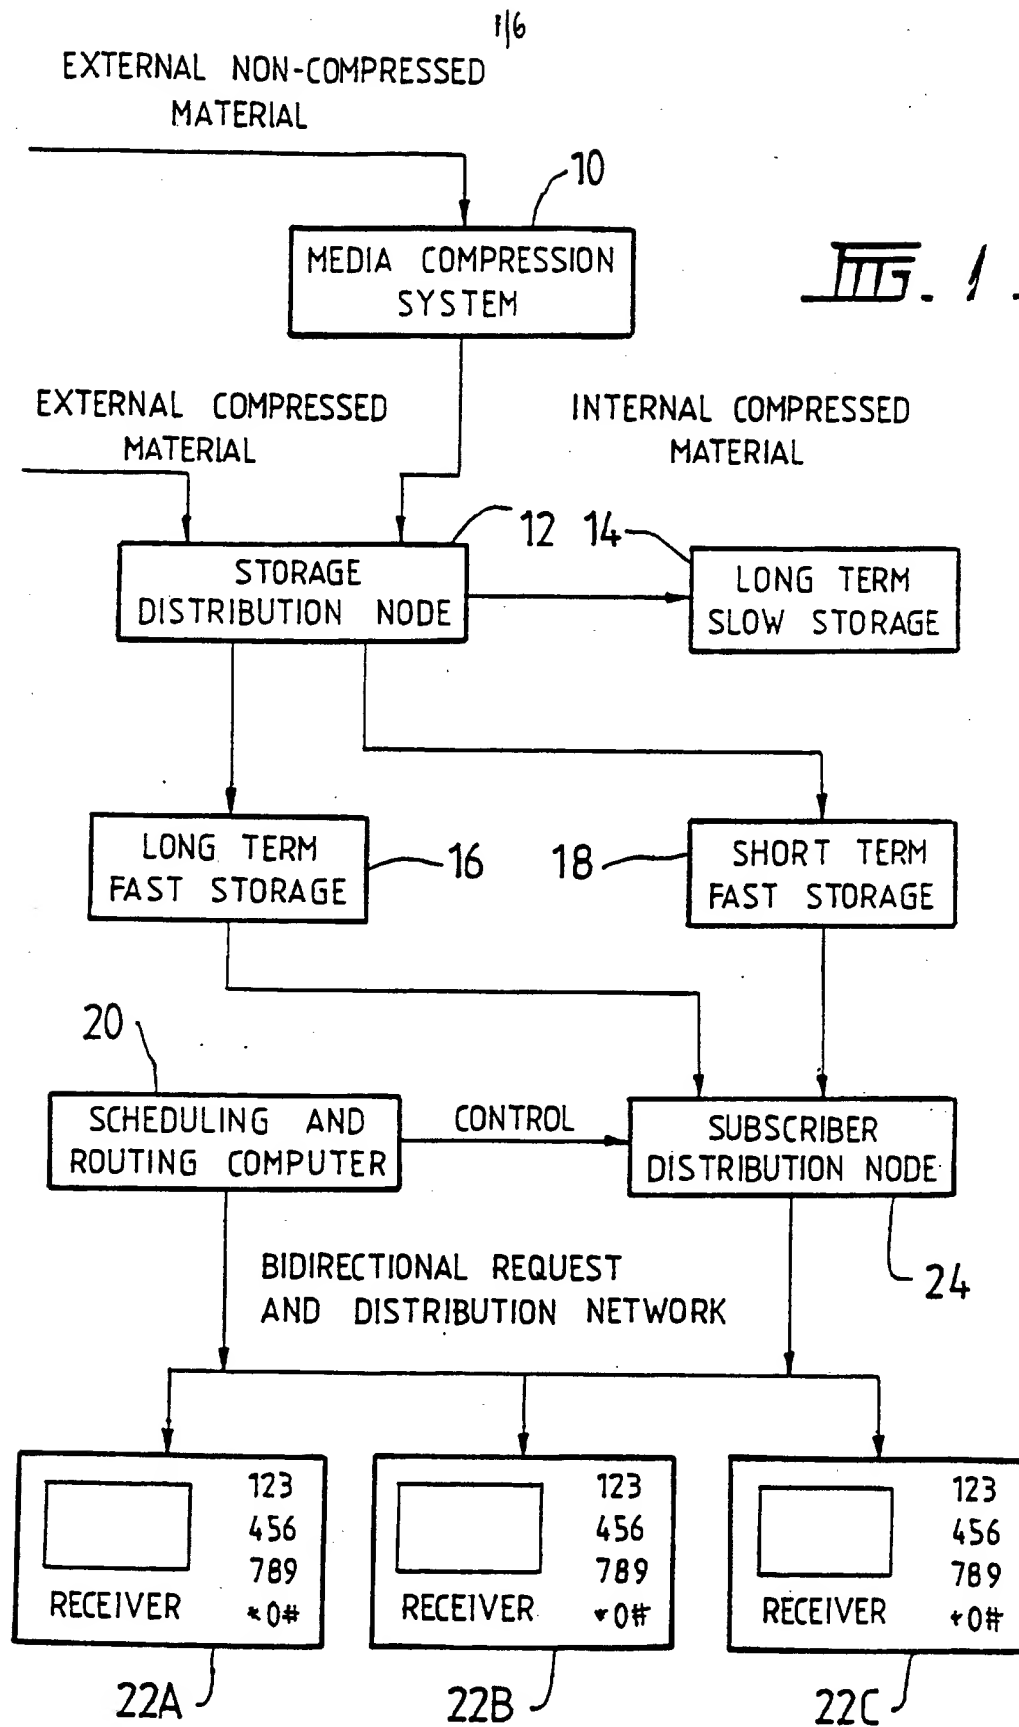 1/6
EXTERNAL NON-COMPRESSED
MATERIAL
10
MEDIA COMPRESSION
SYSTEM
FIG. 1.
EXTERNAL COMPRESSED
MATERIAL
INTERNAL COMPRESSED
MATERIAL
12
14
STORAGE
DISTRIBUTION NODE
LONG TERM
SLOW STORAGE
LONG TERM
FAST STORAGE
16
18
SHORT TERM
FAST STORAGE
20
SCHEDULING AND
ROUTING COMPUTER
CONTROL
SUBSCRIBER
DISTRIBUTION NODE
24
BIDIRECTIONAL REQUEST
AND DISTRIBUTION NETWORK
123
456
789
*0#
RECEIVER
22A
123
456
789
*0#
RECEIVER
22B
123
456
789
*0#
RECEIVER
22C